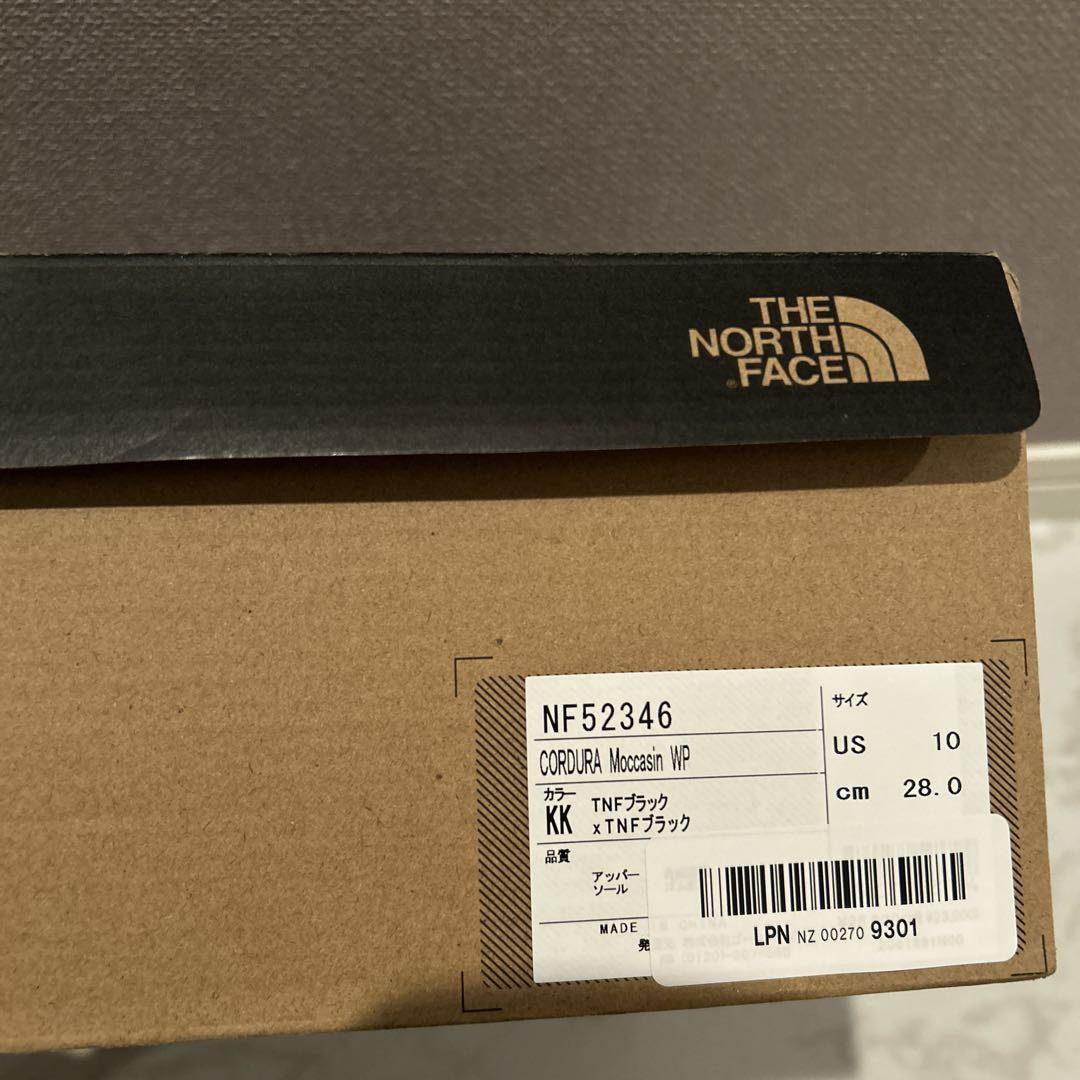 THE
NORTH
FACE
NF52346
CORDURA Moccasin WP
カラー
KK TNFブラック
xTNFブラック
品質
アッパー
ソール
MADE
発
サイズ
US 10
cm 28.0
LPN NZ 00270 9301